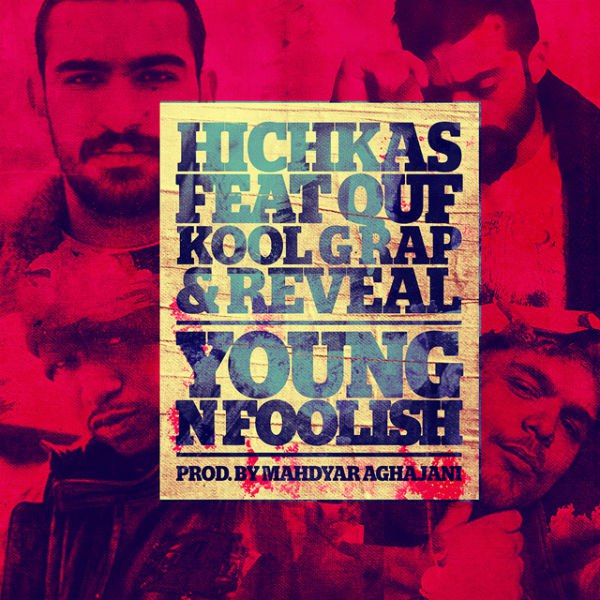 HICHKAS
FEAT QUF
KOOL G RAP
& REVEAL
YOUNG
N FOOLISH
PROD. BY MAHDYAR AGHAJANI